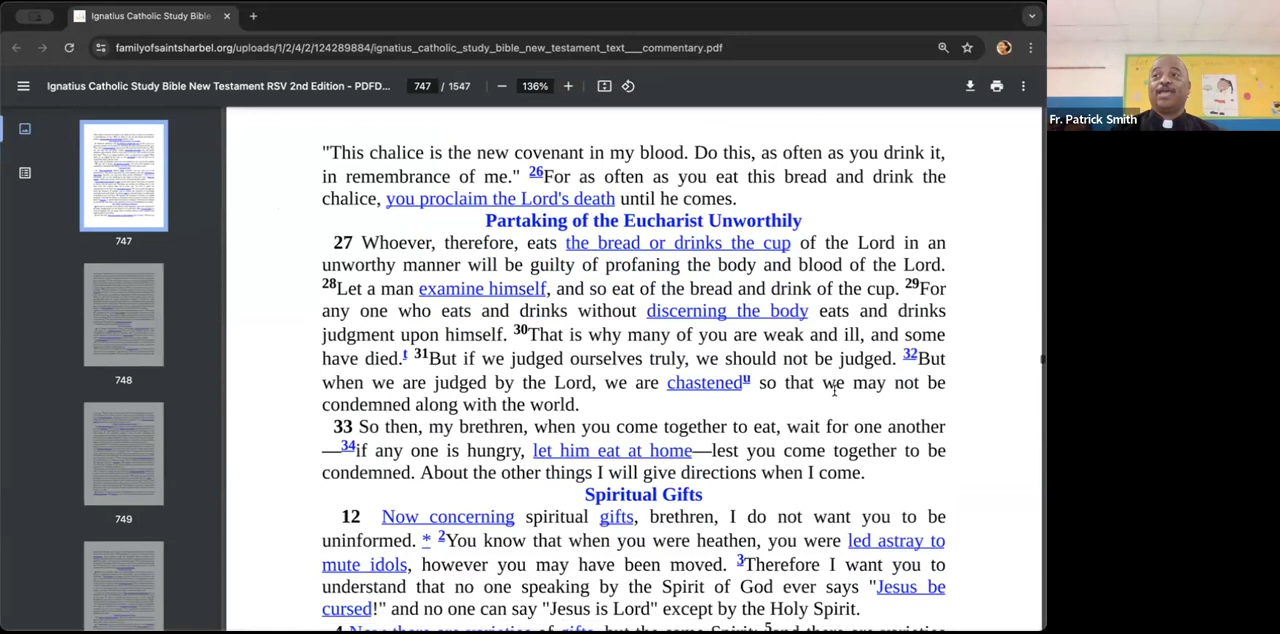 Ignatius Catholic Study Bible
familyofsaintsharbel.org/uploads/1/2/4/2/124289884/ignatius_catholic_study_bible_new_testament_text___commentary.pdf
Ignatius Catholic Study Bible New Testament RSV 2nd Edition - PDFD... 747 / 1547 136%
Fr. Patrick Smith
747
748
749
"This chalice is the new covenant in my blood. Do this, as often as you drink it,
in remembrance of me." 26For as often as you eat this bread and drink the
chalice, you proclaim the Lord's death until he comes.
Partaking of the Eucharist Unworthily
27 Whoever, therefore, eats the bread or drinks the cup of the Lord in an
unworthy manner will be guilty of profaning the body and blood of the Lord.
28Let a man examine himself, and so eat of the bread and drink of the cup. 29For
any one who eats and drinks without discerning the body eats and drinks
judgment upon himself. 30That is why many of you are weak and ill, and some
have died.t 31But if we judged ourselves truly, we should not be judged. 32But
when we are judged by the Lord, we are chastenedu so that we may not be
condemned along with the world.
33 So then, my brethren, when you come together to eat, wait for one another
—34if any one is hungry, let him eat at home—lest you come together to be
condemned. About the other things I will give directions when I come.
Spiritual Gifts
12 Now concerning spiritual gifts, brethren, I do not want you to be
uninformed. * 2You know that when you were heathen, you were led astray to
mute idols, however you may have been moved. 3Therefore I want you to
understand that no one speaking by the Spirit of God ever says "Jesus be
cursed!" and no one can say "Jesus is Lord" except by the Holy Spirit.